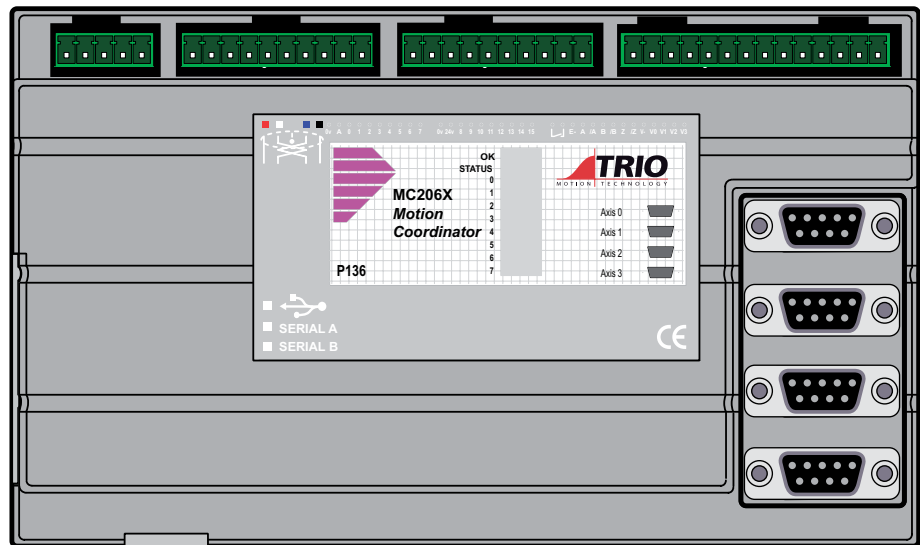 0v A 0 1 2 3 4 5 6 7 0v 24v 8 9 10 11 12 13 14 15 E- A /A B /B Z /Z V- V0 V1 V2 V3
OK
STATUS
0
1
2
3
4
5
6
7
MC206X
Motion
Coordinator
P136
TRIO
MOTION TECHNOLOGY
Axis 0
Axis 1
Axis 2
Axis 3
SERIAL A
SERIAL B
CE